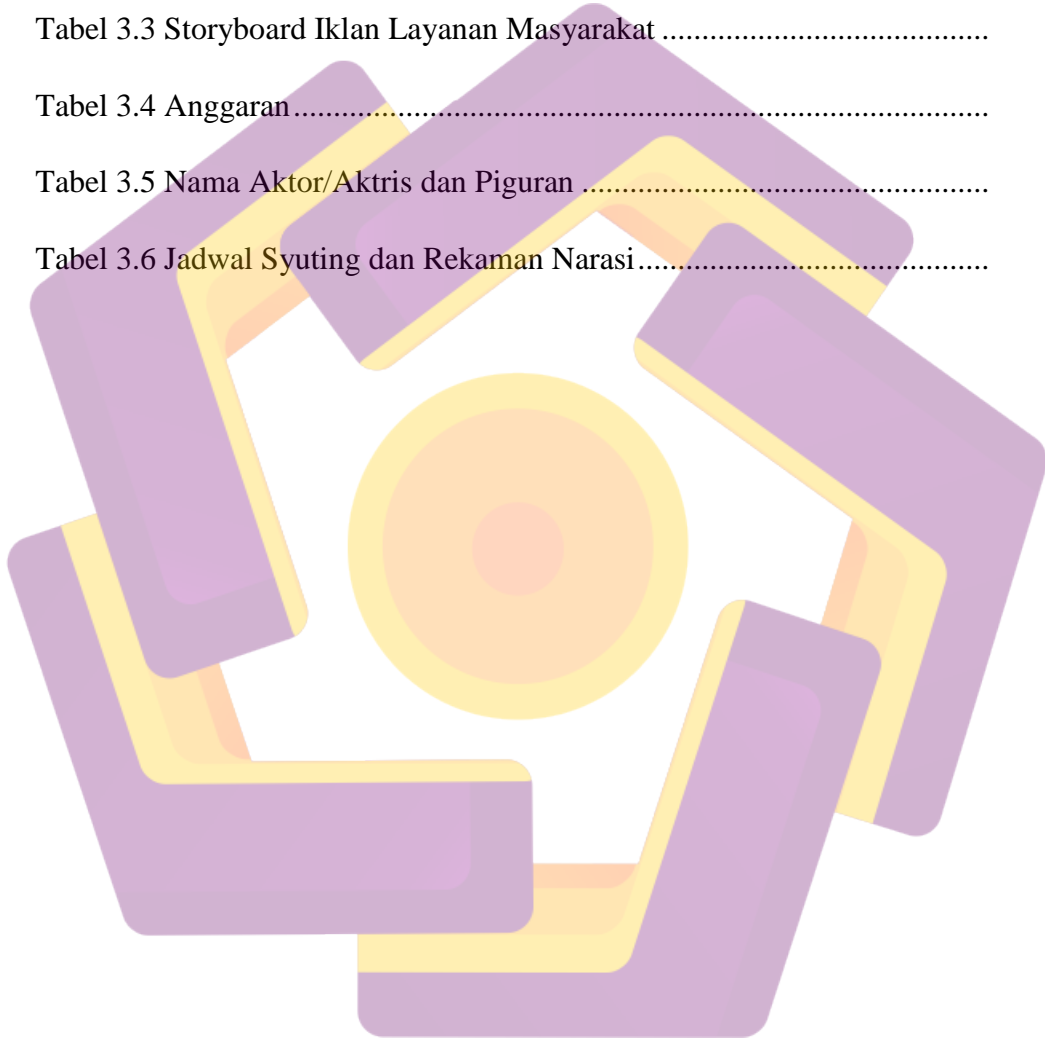 Tabel 3.3 Storyboard Iklan Layanan Masyarakat ........................................
Tabel 3.4 Anggaran.....................................................................................
Tabel 3.5 Nama Aktor/Aktris dan Piguran ..................................................
Tabel 3.6 Jadwal Syuting dan Rekaman Narasi...........................................